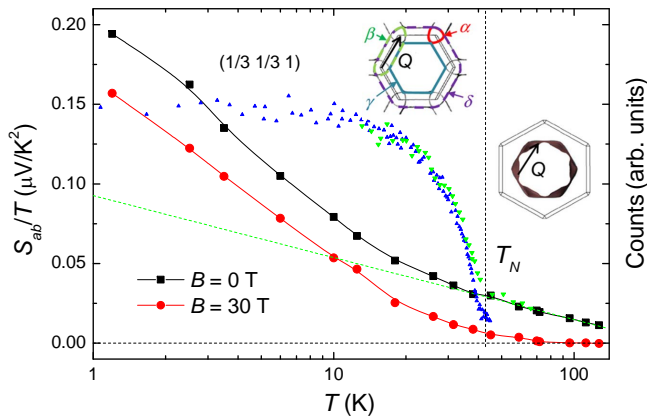 0.20
0.15
0.10
0.05
0.00
S_ab/T (μV/K²)
(1/3 1/3 1)
β
α
Q
γ
δ
Q
T_N
B = 0 T
B = 30 T
1
10
100
T (K)
Counts (arb. units)